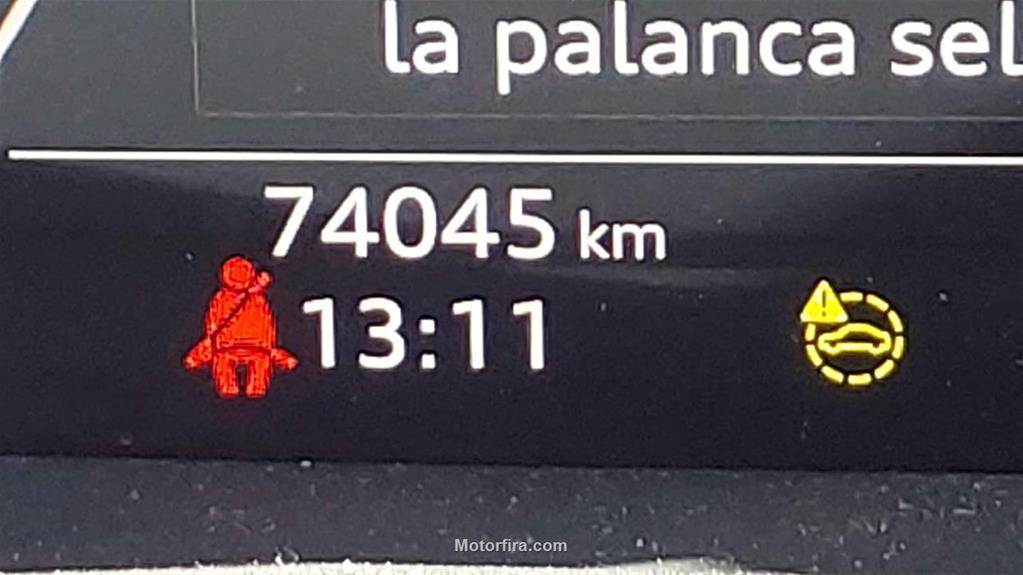 la palanca sel
74045 km
13:11
Motorfira.com